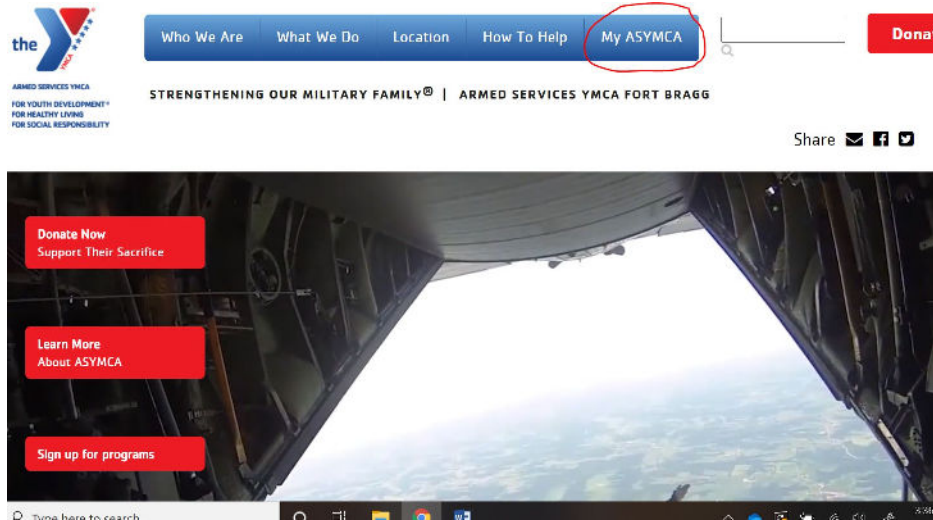 the
YMCA
ARMED SERVICES YMCA
FOR YOUTH DEVELOPMENT®
FOR HEALTHY LIVING
FOR SOCIAL RESPONSIBILITY
Who We Are What We Do Location How To Help My ASYMCA
Dona
STRENGTHENING OUR MILITARY FAMILY® | ARMED SERVICES YMCA FORT BRAGG
Share
Donate Now
Support Their Sacrifice
Learn More
About ASYMCA
Sign up for programs
Type here to search